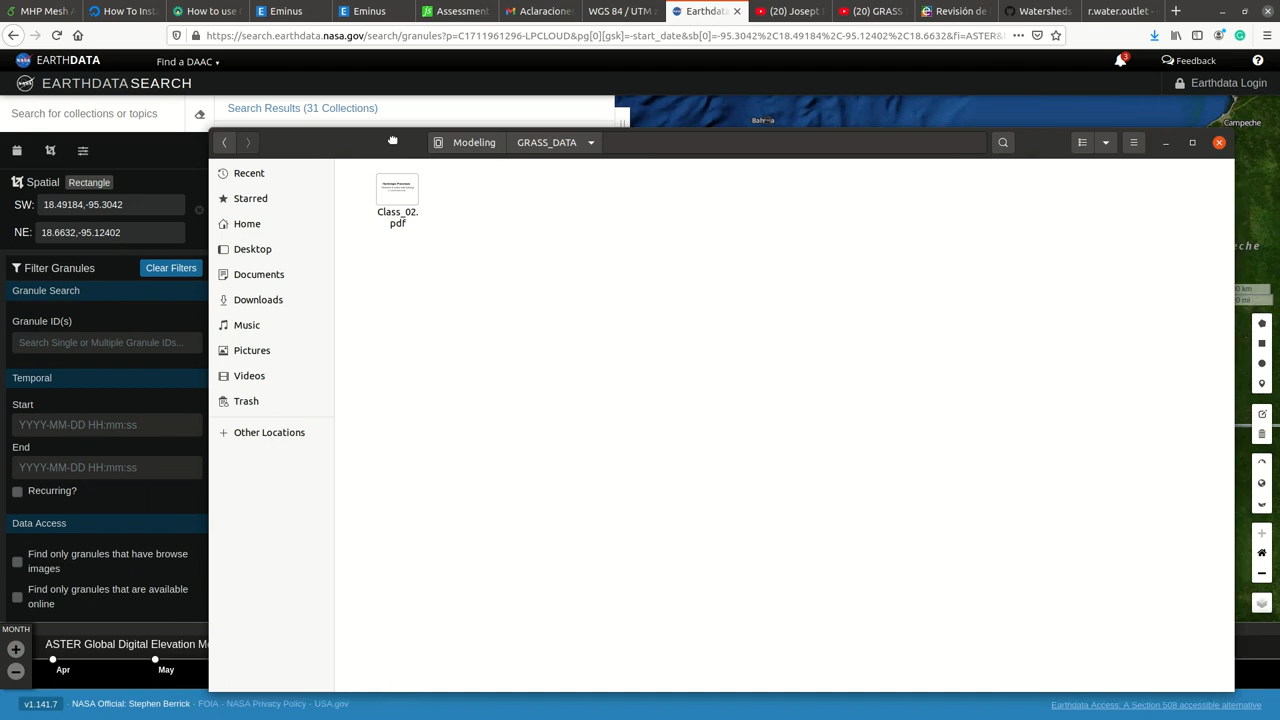 MHP Mesh A
How To Insta
How to use
Eminus
Eminus
Assessment
Aclaraciones
WGS 84 / UTM z
Earthdata
(20) Josept
(20) GRASS
Revisión de
Watersheds
r.water.outlet -
https://search.earthdata.nasa.gov/search/granules?p=C1711961296-LPCLOUD&pg[0][gsk]=-start_date&sb[0]=-95.3042%2C18.49184%2C-95.12402%2C18.6632&fi=ASTER&
EARTHDATA
Find a DAAC
3
Feedback
EARTHDATA SEARCH
Earthdata Login
Search for collections or topics
Search Results (31 Collections)
Campeche
Modeling
GRASS_DATA
Spatial
Rectangle
SW:
18.49184,-95.3042
NE:
18.6632,-95.12402
Filter Granules
Clear Filters
Granule Search
Granule ID(s)
Search Single or Multiple Granule IDs...
Temporal
Start
YYYY-MM-DD HH:mm:ss
End
YYYY-MM-DD HH:mm:ss
Recurring?
Data Access
Find only granules that have browse
images
Find only granules that are available
online
MONTH
ASTER Global Digital Elevation Mo
Apr
May
Recent
Starred
Home
Desktop
Documents
Downloads
Music
Pictures
Videos
Trash
Other Locations
Class_02.
pdf
eche
km
mi
v1.141.7
NASA Official: Stephen Berrick
FOIA
NASA Privacy Policy
USA.gov
Earthdata Access: A Section 508 accessible alternative